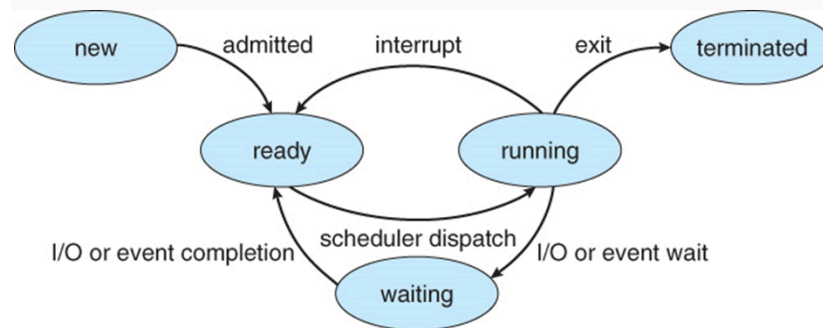 new
admitted
interrupt
exit
terminated
ready
running
I/O or event completion
scheduler dispatch
I/O or event wait
waiting